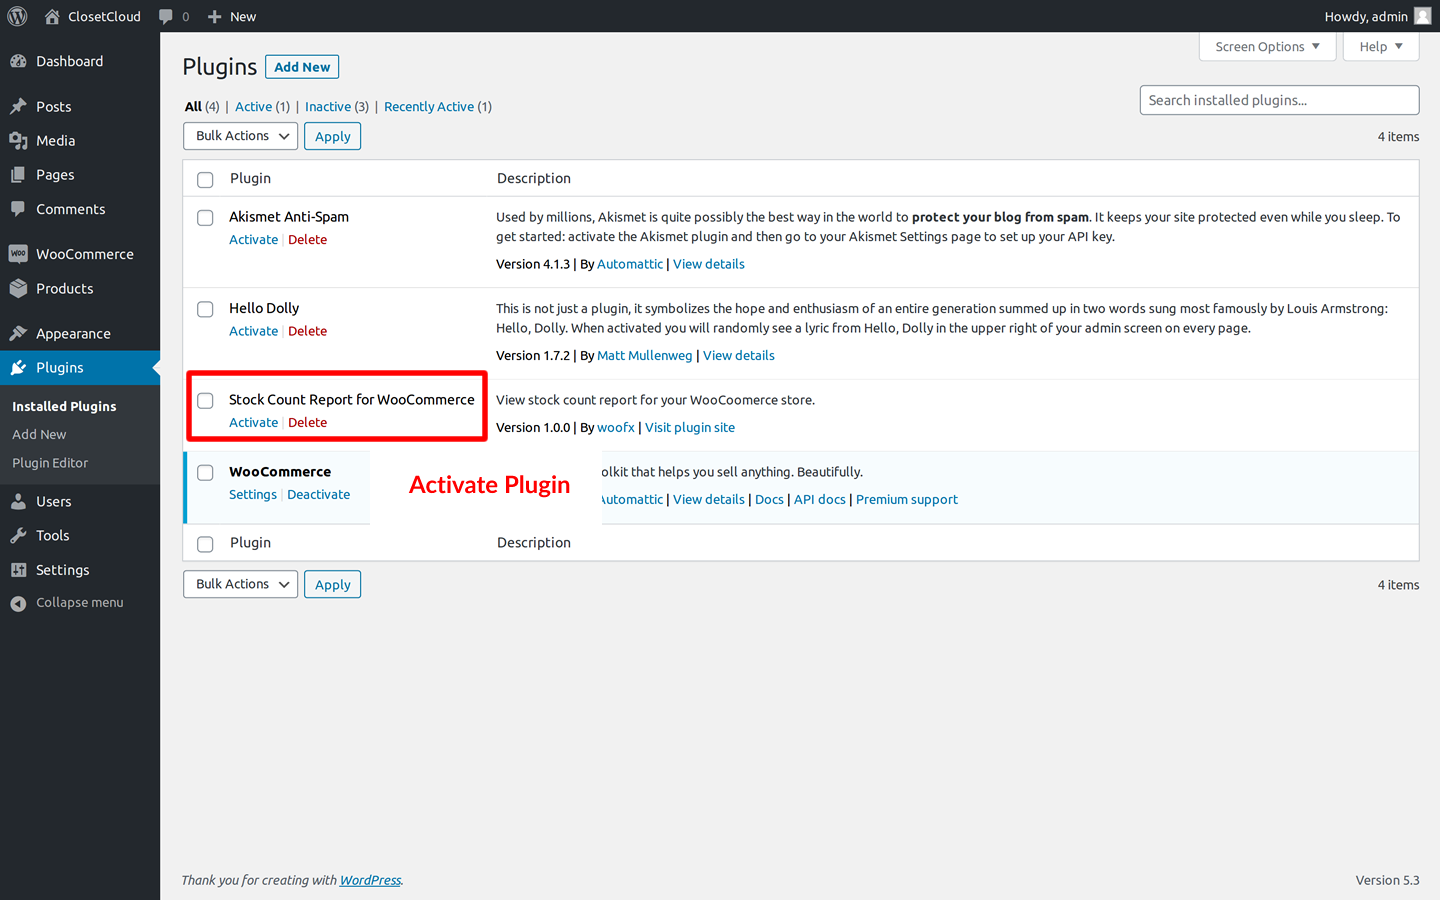 ClosetCloud 0 New Howdy, admin
Screen Options Help
Dashboard
Posts
Media
Pages
Comments
WooCommerce
Products
Appearance
Plugins
Installed Plugins
Add New
Plugin Editor
Users
Tools
Settings
Collapse menu
Plugins Add New
All (4) | Active (1) | Inactive (3) | Recently Active (1)
Search installed plugins...
Bulk Actions Apply 4 items
Plugin Description
Akismet Anti-Spam
Activate | Delete
Used by millions, Akismet is quite possibly the best way in the world to protect your blog from spam. It keeps your site protected even while you sleep. To
get started: activate the Akismet plugin and then go to your Akismet Settings page to set up your API key.
Version 4.1.3 | By Automattic | View details
Hello Dolly
Activate | Delete
This is not just a plugin, it symbolizes the hope and enthusiasm of an entire generation summed up in two words sung most famously by Louis Armstrong:
Hello, Dolly. When activated you will randomly see a lyric from Hello, Dolly in the upper right of your admin screen on every page.
Version 1.7.2 | By Matt Mullenweg | View details
Stock Count Report for WooCommerce
Activate | Delete
View stock count report for your WooCoomerce store.
Version 1.0.0 | By woofx | Visit plugin site
WooCommerce
Settings | Deactivate
Activate Plugin
olkit that helps you sell anything. Beautifully.
Automattic | View details | Docs | API docs | Premium support
Plugin Description
Bulk Actions Apply 4 items
Thank you for creating with WordPress. Version 5.3